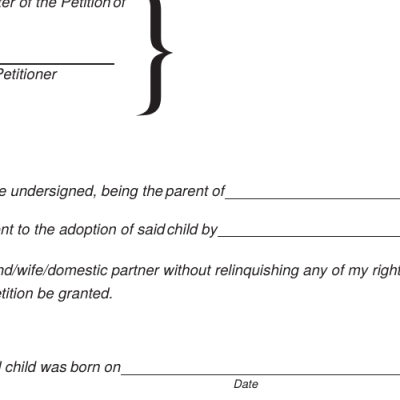 ter of the Petition of
Petitioner
e undersigned, being the parent of
nt to the adoption of said child by
nd/wife/domestic partner without relinquishing any of my right
tition be granted.
d child was born on
Date